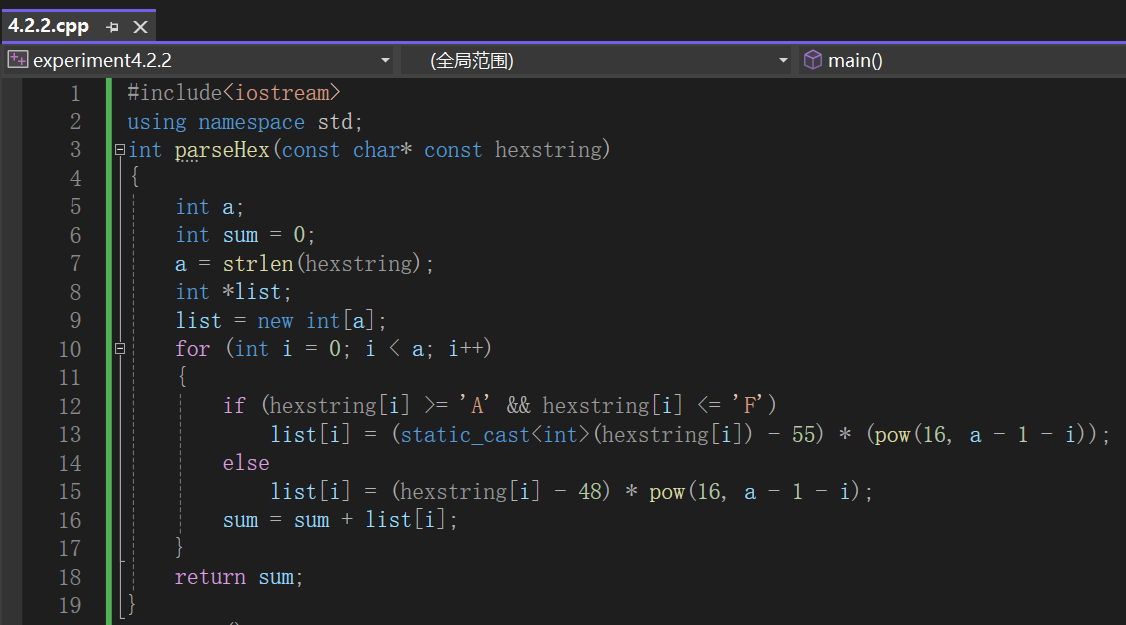 4.2.2.cpp
experiment4.2.2 (全局范围) main()
1 #include<iostream>
2 using namespace std;
3 int parseHex(const char* const hexstring)
4 {
5 int a;
6 int sum = 0;
7 a = strlen(hexstring);
8 int *list;
9 list = new int[a];
10 for (int i = 0; i < a; i++)
11 {
12 if (hexstring[i] >= 'A' && hexstring[i] <= 'F')
13 list[i] = (static_cast<int>(hexstring[i]) - 55) * (pow(16, a - 1 - i));
14 else
15 list[i] = (hexstring[i] - 48) * pow(16, a - 1 - i);
16 sum = sum + list[i];
17 }
18 return sum;
19 }